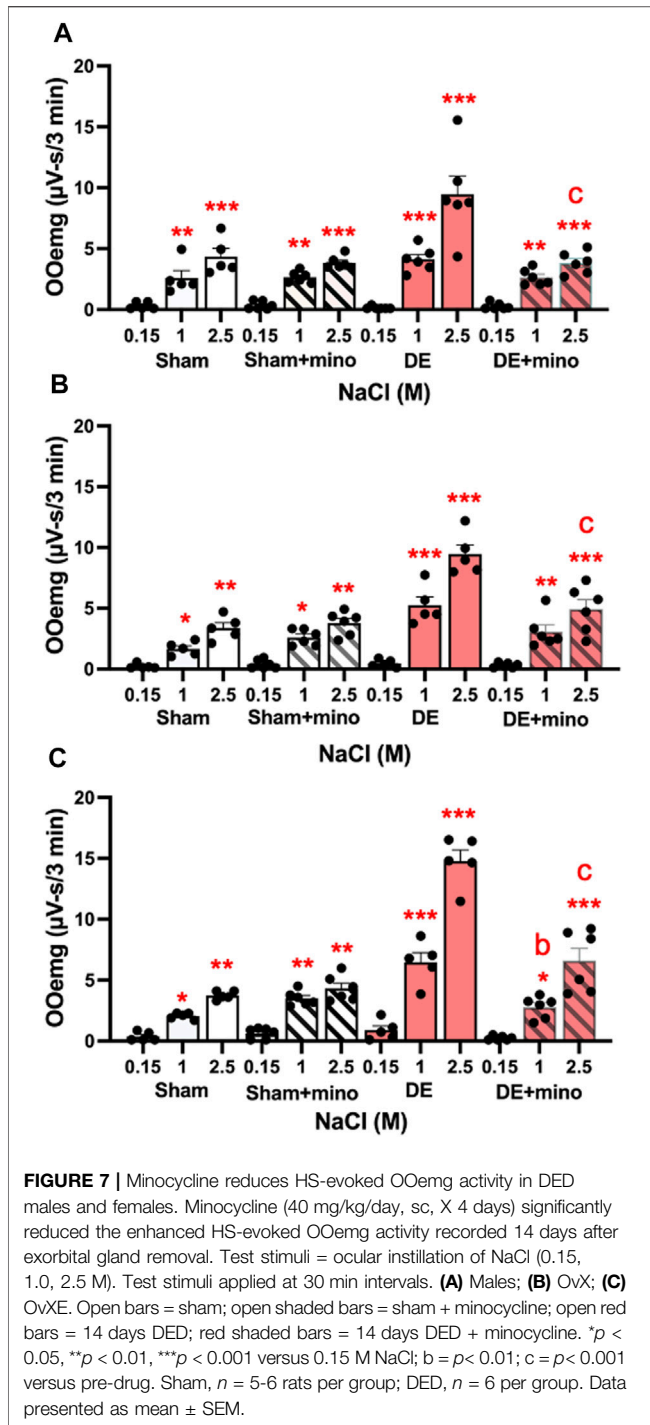 A
OOemg (µV-s/3 min)
20
15
10
5
0
** *** ** *** *** *** ** c ***
0.15 1 2.5 0.15 1 2.5 0.15 1 2.5 0.15 1 2.5
Sham Sham+mino DE DE+mino
NaCl (M)
B
OOemg (µV-s/3 min)
20
15
10
5
0
* ** * ** *** *** ** c ***
0.15 1 2.5 0.15 1 2.5 0.15 1 2.5 0.15 1 2.5
Sham Sham+mino DE DE+mino
NaCl (M)
C
OOemg (µV-s/3 min)
20
15
10
5
0
* ** ** ** *** *** b * c ***
0.15 1 2.5 0.15 1 2.5 0.15 1 2.5 0.15 1 2.5
Sham Sham+mino DE DE+mino
NaCl (M)
FIGURE 7 | Minocycline reduces HS-evoked OOemg activity in DED
males and females. Minocycline (40 mg/kg/day, sc, X 4 days) significantly
reduced the enhanced HS-evoked OOemg activity recorded 14 days after
exorbital gland removal. Test stimuli = ocular instillation of NaCl (0.15,
1.0, 2.5 M). Test stimuli applied at 30 min intervals. (A) Males; (B) OvX; (C)
OvXE. Open bars = sham; open shaded bars = sham + minocycline; open red
bars = 14 days DED; red shaded bars = 14 days DED + minocycline. *p <
0.05, **p < 0.01, ***p < 0.001 versus 0.15 M NaCl; b = p< 0.01; c = p< 0.001
versus pre-drug. Sham, n = 5-6 rats per group; DED, n = 6 per group. Data
presented as mean ± SEM.